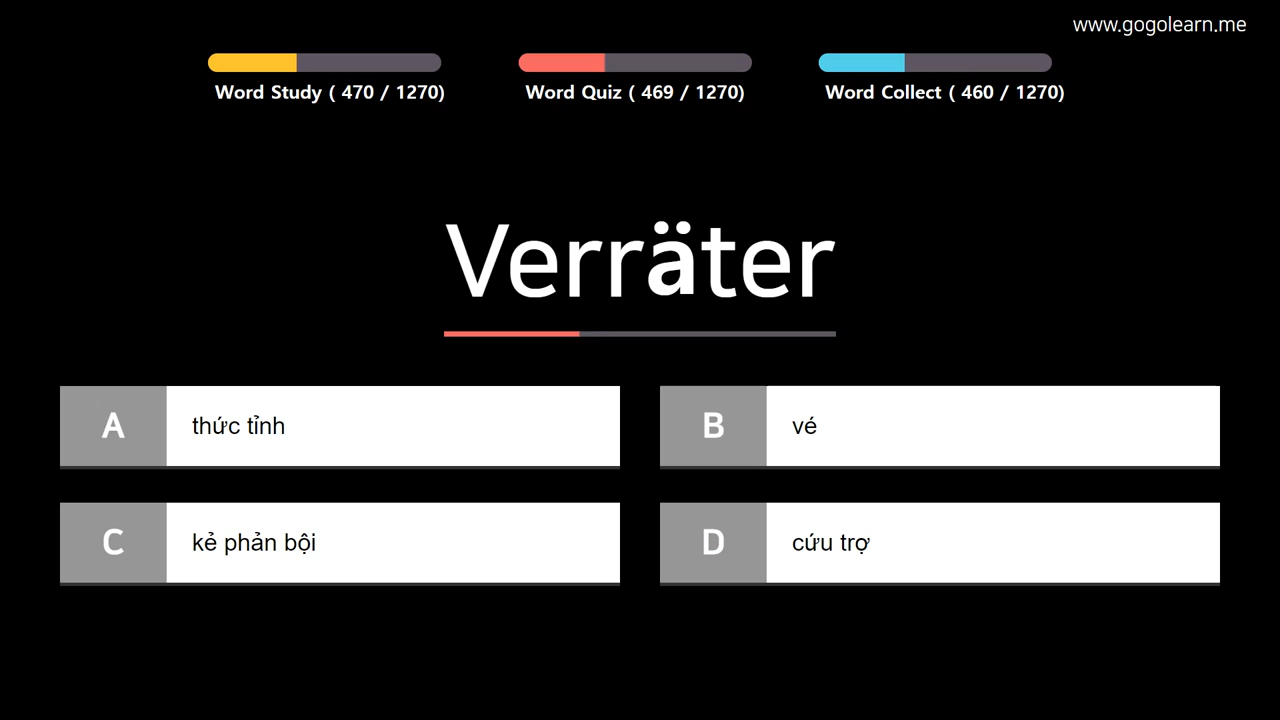 www.gogolearn.me
Word Study ( 470 / 1270)
Word Quiz ( 469 / 1270)
Word Collect ( 460 / 1270)
Verräter
A thức tỉnh
B vé
C kẻ phản bội
D cứu trợ